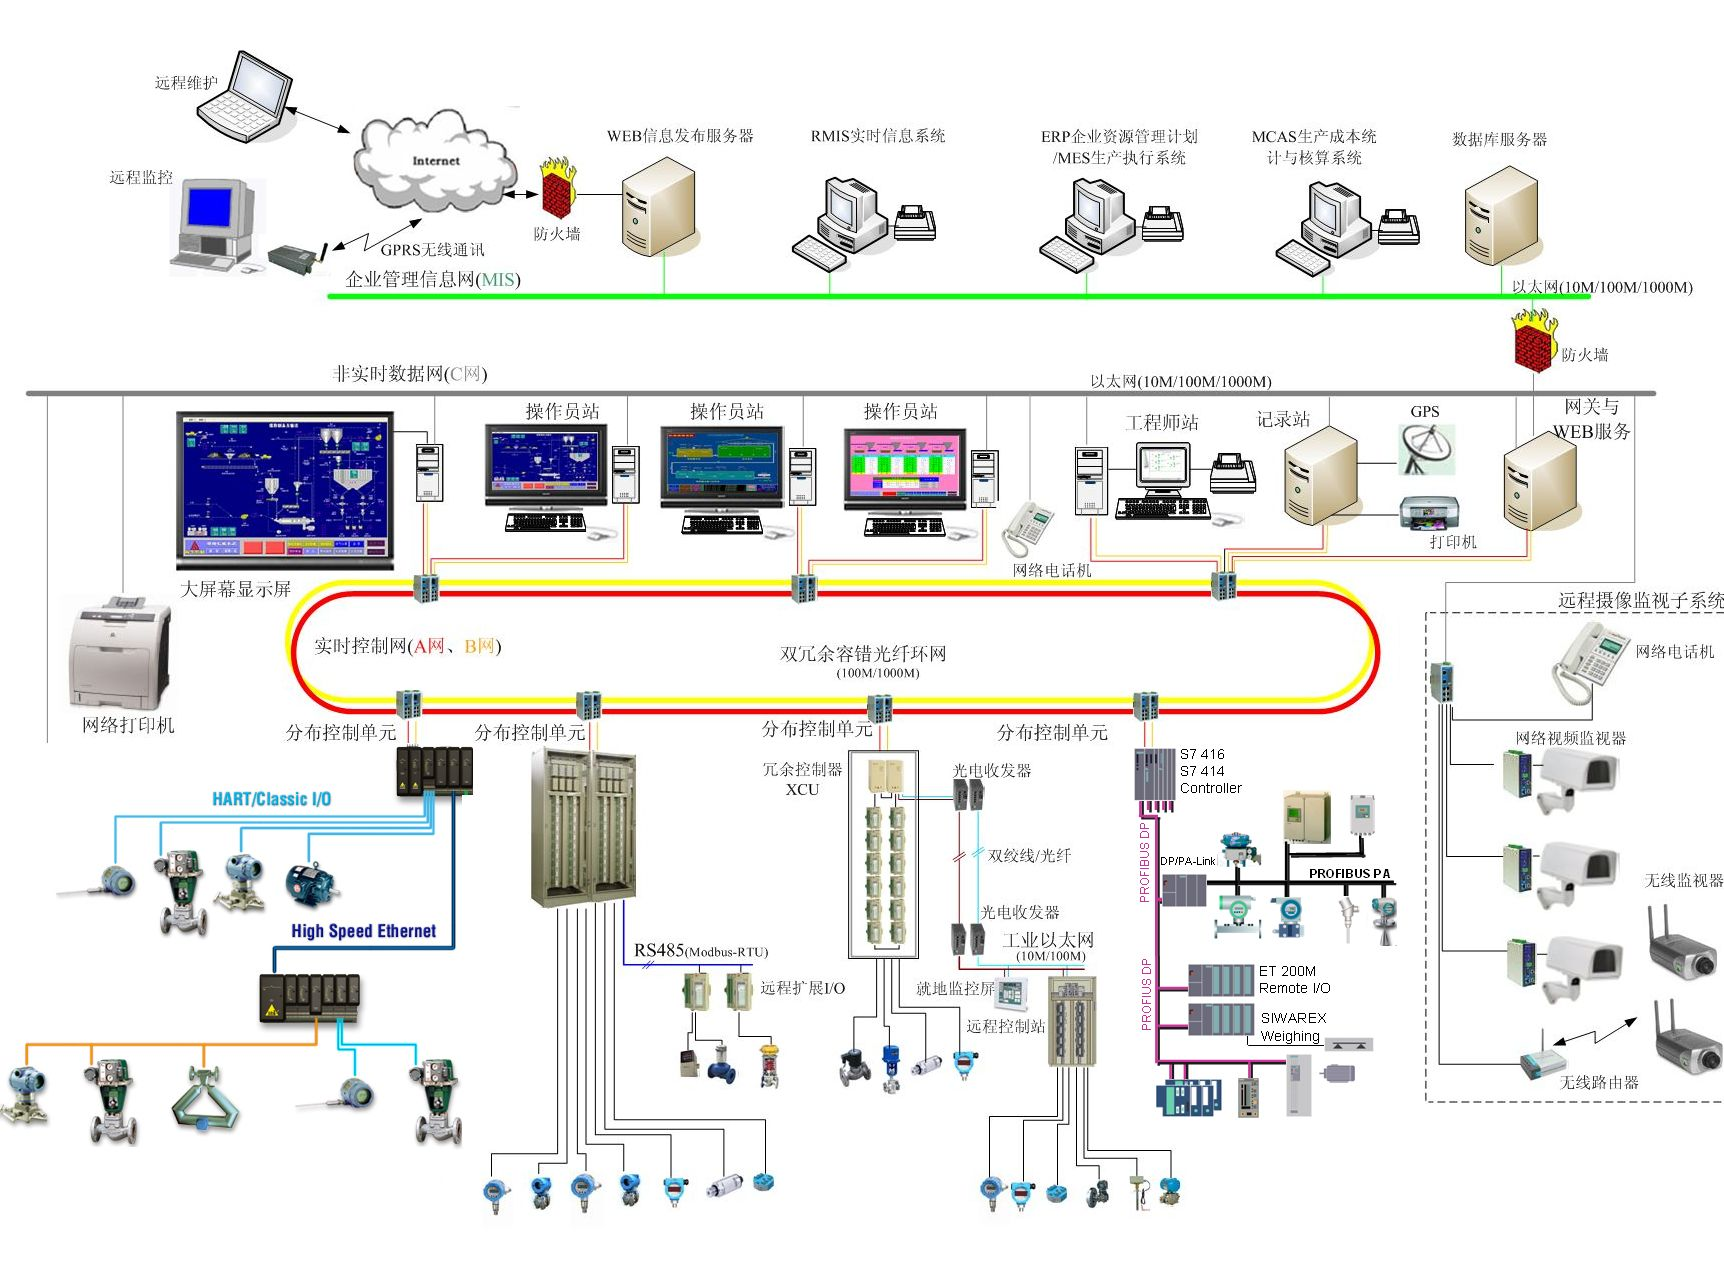 远程维护
Internet
WEB信息发布服务器
RMIS实时信息系统
ERP企业资源管理计划
/MES生产执行系统
MCAS生产成本统
计与核算系统
数据库服务器
远程监控
防火墙
GPRS无线通讯
企业管理信息网(MIS)
以太网(10M/100M/1000M)
防火墙
非实时数据网(C网)
以太网(10M/100M/1000M)
操作员站
操作员站
操作员站
工程师站
记录站
GPS
网关与
WEB服务
打印机
网络电话机
大屏幕显示屏
远程摄像监视子系统
实时控制网(A网、B网)
双冗余容错光纤环网
(100M/1000M)
网络电话机
网络打印机
分布控制单元
分布控制单元
分布控制单元
分布控制单元
网络视频监视器
冗余控制器
XCU
光电收发器
S7 416
S7 414
Controller
HART/Classic I/O
PROFIBUS DP
双绞线/光纤
DP/PA-Link
PROFIBUS PA
无线监视器
High Speed Ethernet
光电收发器
RS485(Modbus-RTU)
工业以太网
(10M/100M)
远程扩展I/O
就地监控屏
PROFIUS DP
ET 200M
Remote I/O
远程控制站
SIWAREX
Weighing
无线路由器